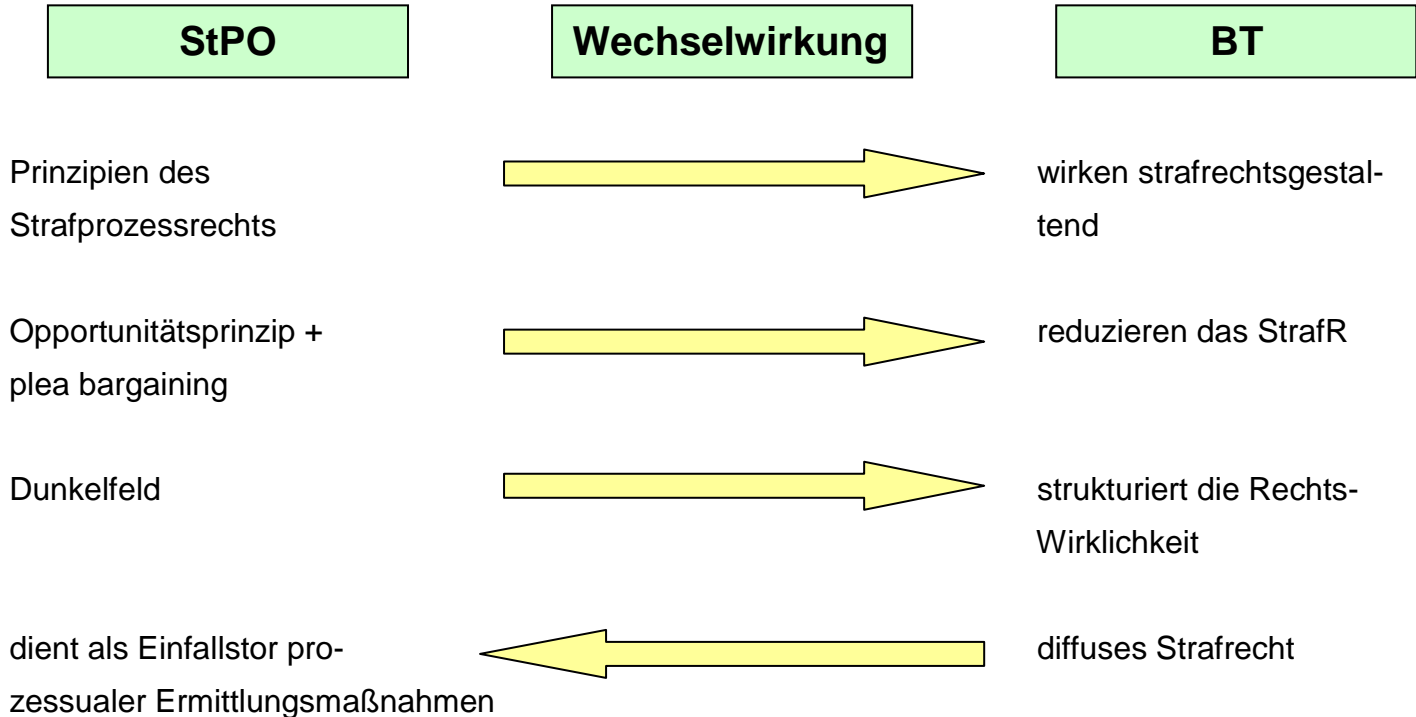 StPO Wechselwirkung BT
Prinzipien des
Strafprozessrechts
wirken strafrechtsgestal-
tend
Opportunitätsprinzip +
plea bargaining
reduzieren das StrafR
Dunkelfeld
strukturiert die Rechts-
Wirklichkeit
dient als Einfallstor pro-
zessualer Ermittlungsmaßnahmen
diffuses Strafrecht